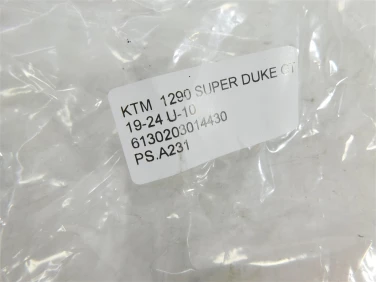 KTM 1290 SUPER DUKE GT
19-24 U-10
6130203014430
PS.A231